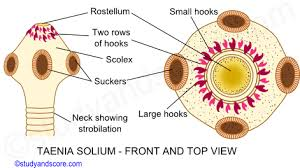 Rostellum
Small hooks
Two rows
of hooks
Scolex
Suckers
Neck showing
strobilation
Large hooks
TAENIA SOLIUM - FRONT AND TOP VIEW
©studyandscore.com